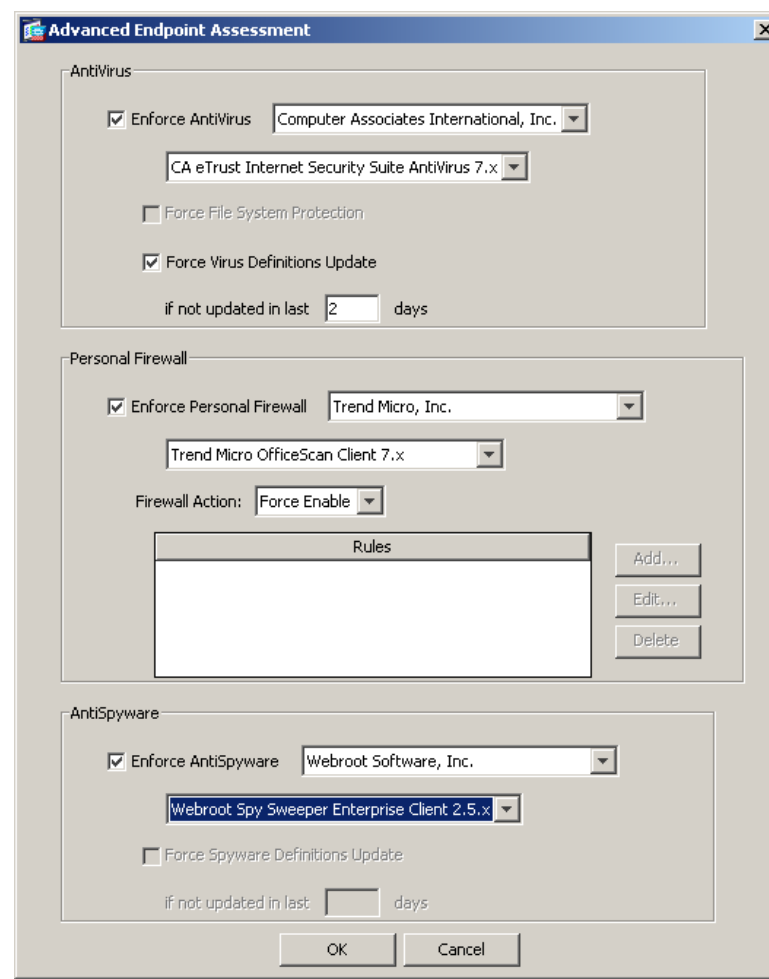 Advanced Endpoint Assessment
AntiVirus
Enforce AntiVirus Computer Associates International, Inc.
CA eTrust Internet Security Suite AntiVirus 7.x
Force File System Protection
Force Virus Definitions Update
if not updated in last 2 days
Personal Firewall
Enforce Personal Firewall Trend Micro, Inc.
Trend Micro OfficeScan Client 7.x
Firewall Action: Force Enable
Rules
Add...
Edit...
Delete
AntiSpyware
Enforce AntiSpyware Webroot Software, Inc.
Webroot Spy Sweeper Enterprise Client 2.5.x
Force Spyware Definitions Update
if not updated in last days
OK Cancel